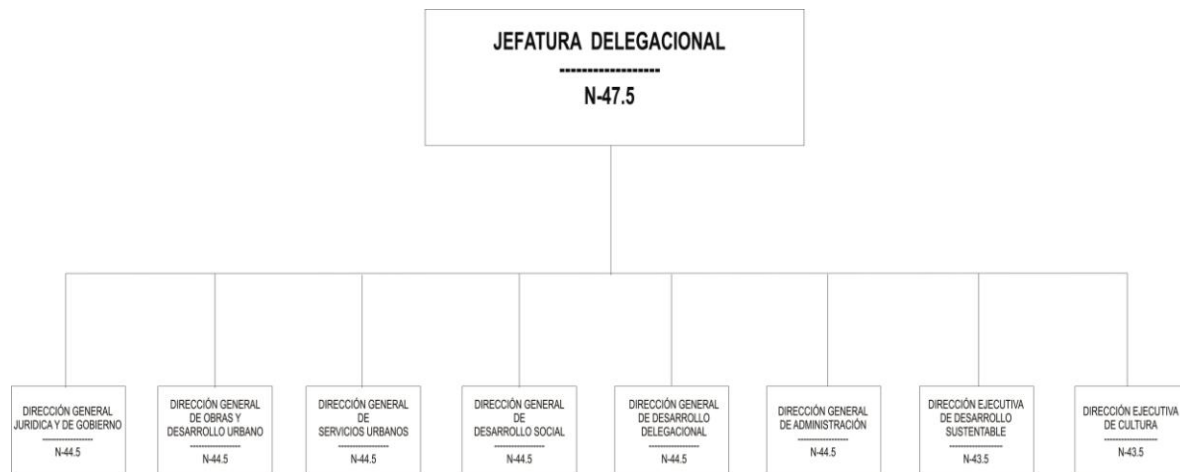 JEFATURA DELEGACIONAL
-------------------
N-47.5
DIRECCIÓN GENERAL
JURIDICA Y DE GOBIERNO
-----------------
N-44.5
DIRECCIÓN GENERAL
DE OBRAS Y
DESARROLLO URBANO
-----------------
N-44.5
DIRECCIÓN GENERAL
DE
SERVICIOS URBANOS
-----------------
N-44.5
DIRECCIÓN GENERAL
DE
DESARROLLO SOCIAL
-----------------
N-44.5
DIRECCIÓN GENERAL
DE DESARROLLO
DELEGACIONAL
-----------------
N-44.5
DIRECCIÓN GENERAL
DE ADMINISTRACIÓN
-----------------
N-44.5
DIRECCIÓN EJECUTIVA
DE DESARROLLO
SUSTENTABLE
-----------------
N-43.5
DIRECCIÓN EJECUTIVA
DE CULTURA
-----------------
N-43.5